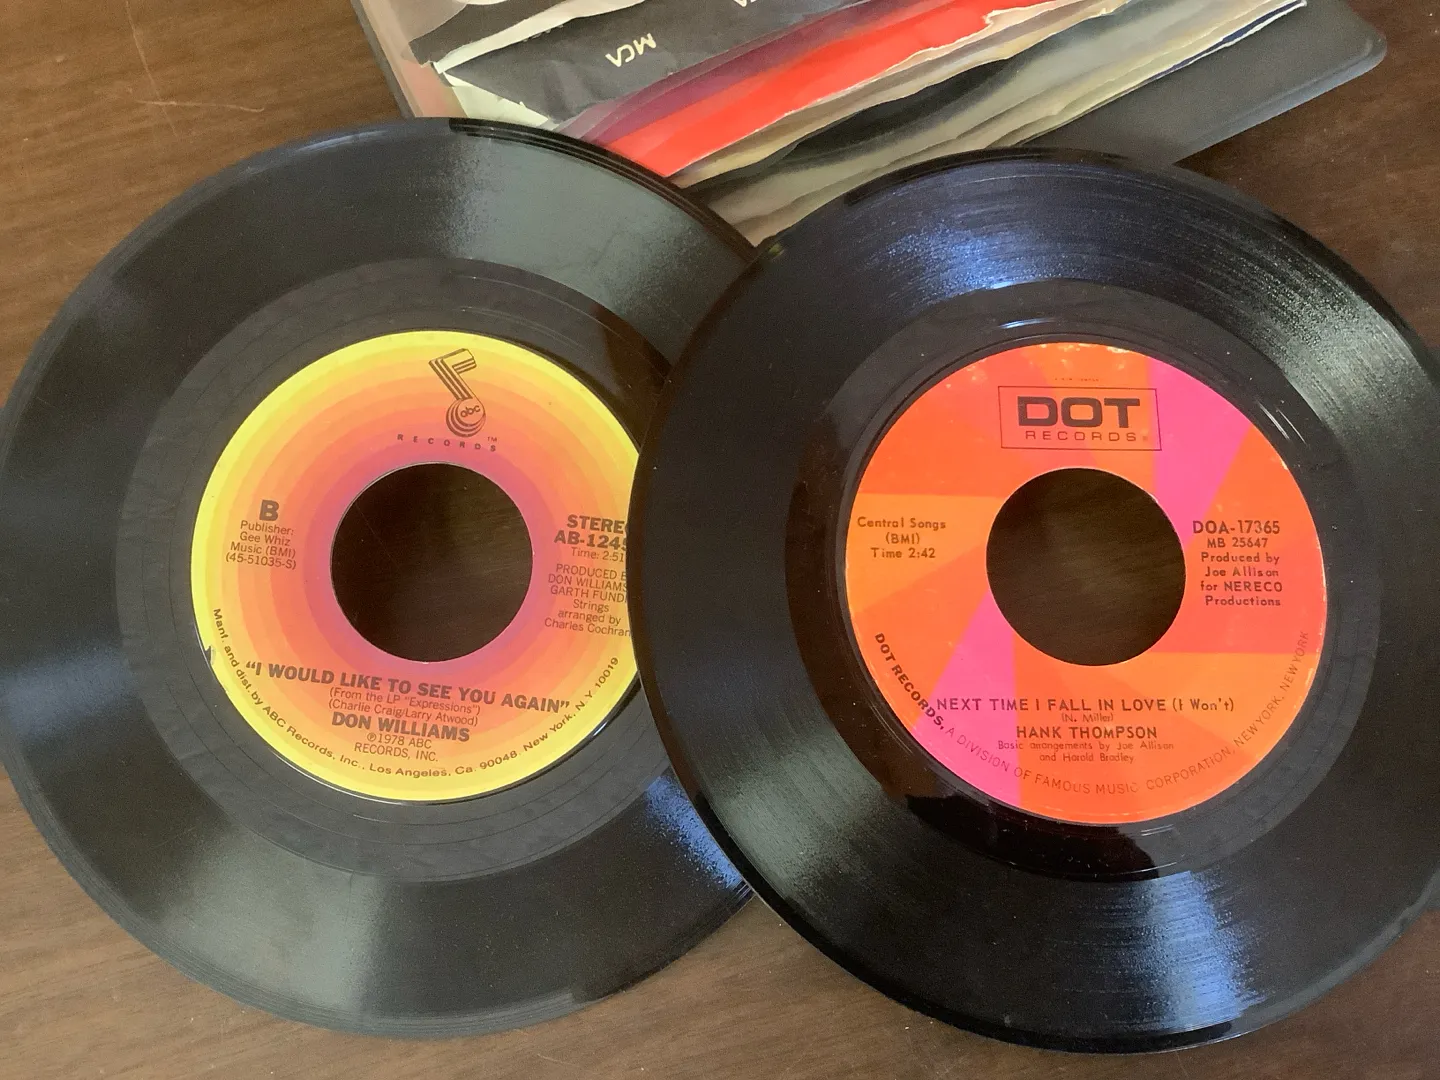 MCA
abc
RECORDS™
B
Publisher:
Gee Whiz
Music (BMI)
(45-51035-S)
STEREO
AB-124
Time: 2:51
PRODUCED B
DON WILLIAMS
GARTH FUND
Strings
arranged by
Charles Cochran
"I WOULD LIKE TO SEE YOU AGAIN"
(From the LP "Expressions")
(Charlie Craig/Larry Atwood)
DON WILLIAMS
℗1978 ABC
RECORDS, INC.
Manf. and dist. by ABC Records, Inc., Los Angeles, Ca. 90048 New York, N.Y. 10019
DOT
RECORDS
Central Songs
(BMI)
Time 2:42
DOA-17365
MB 25647
Produced by
Joe Allison
for NERECO
Productions
NEXT TIME I FALL IN LOVE (I Won't)
(N. Miller)
HANK THOMPSON
Basic arrangements by Joe Allison
and Harold Bradley
DOT RECORDS, A DIVISION OF FAMOUS MUSIC CORPORATION, NEW YORK, NEW YORK